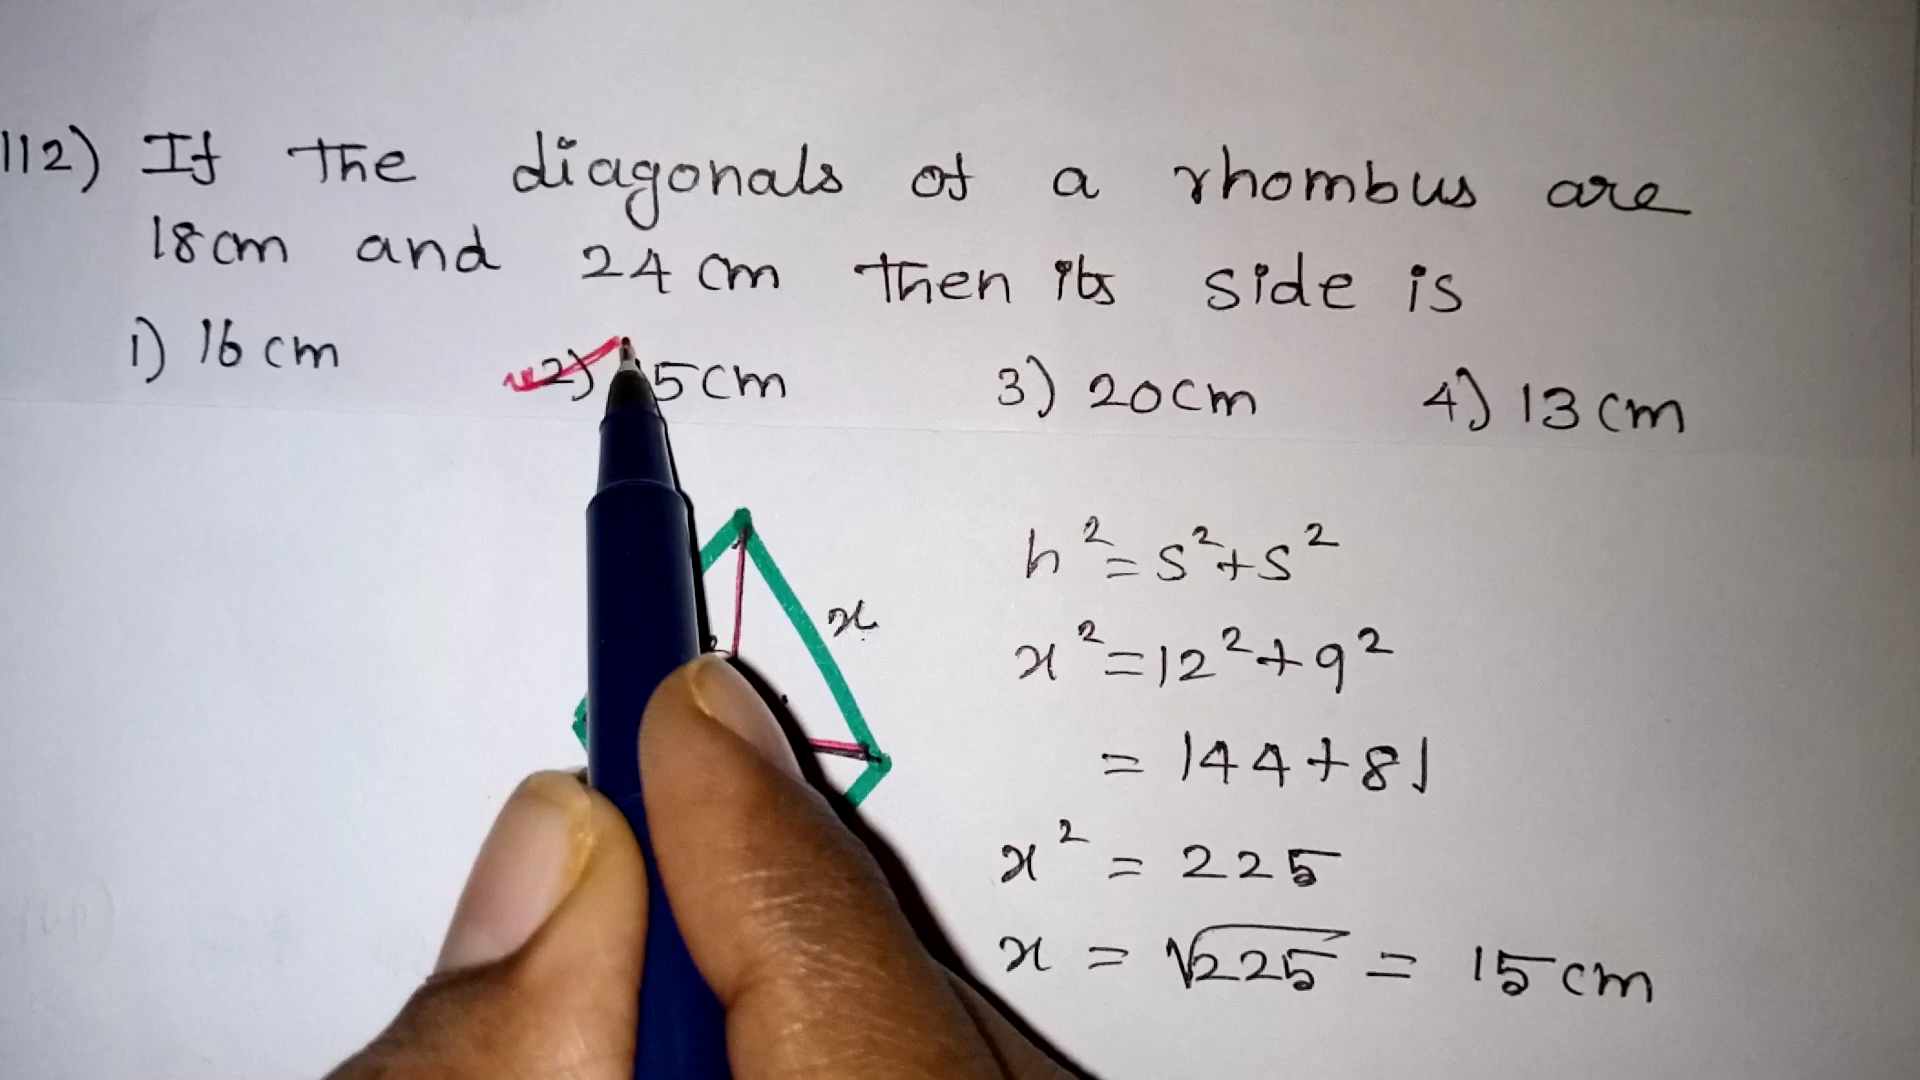 112) If the diagonals of a rhombus are
18cm and 24 cm then its side is
1) 16 cm 2) 5cm 3) 20cm 4) 13 cm
x
h²=s²+s²
x²=12²+9²
= 144+81
x² = 225
x = √225 = 15 cm